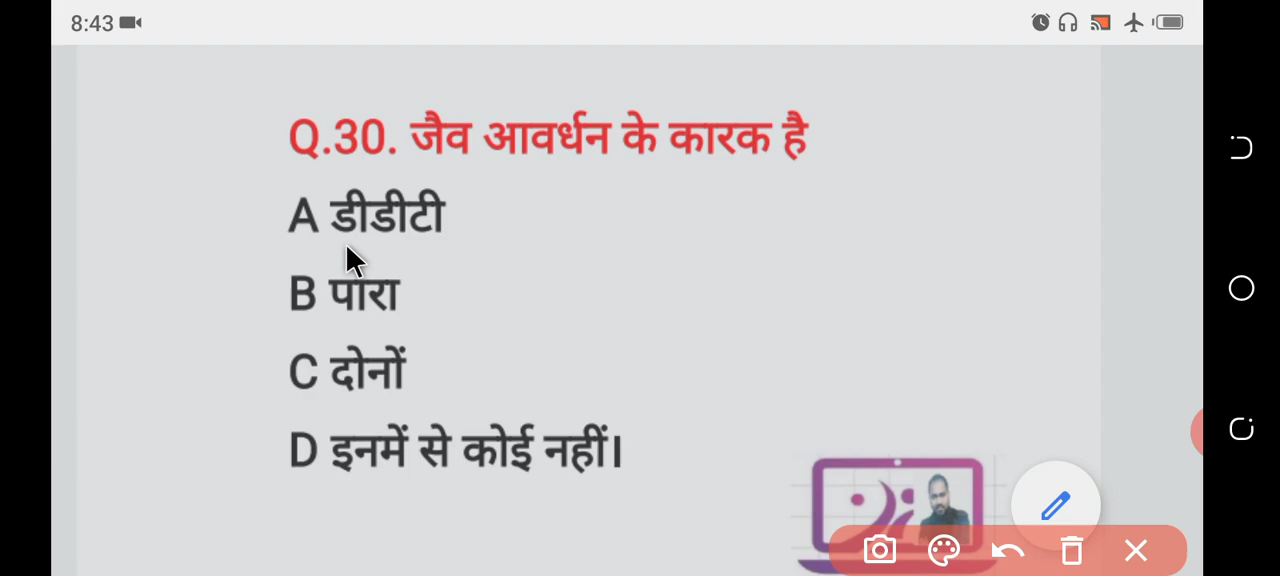 8:43
Q.30. जैव आवर्धन के कारक है
A डीडीटी
B पारा
C दोनों
D इनमें से कोई नहीं।